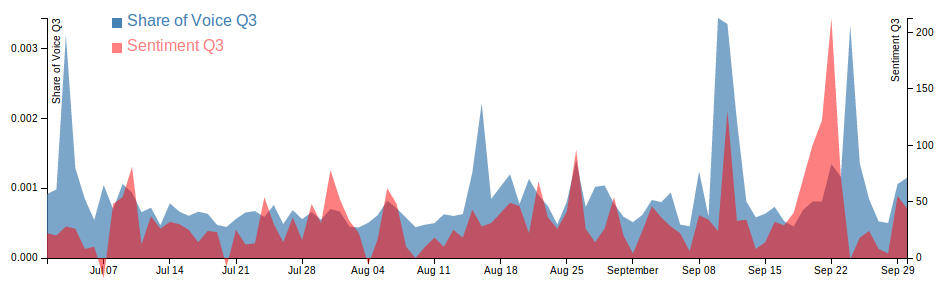 Share of Voice Q3
Sentiment Q3
Share of Voice Q3
0.003
0.002
0.001
0.000
Sentiment Q3
200
150
100
50
0
Jul 07 Jul 14 Jul 21 Jul 28 Aug 04 Aug 11 Aug 18 Aug 25 September Sep 08 Sep 15 Sep 22 Sep 29